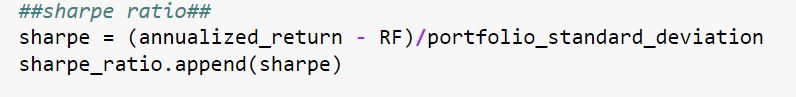 ##sharpe ratio##
sharpe = (annualized_return - RF)/portfolio_standard_deviation
sharpe_ratio.append(sharpe)